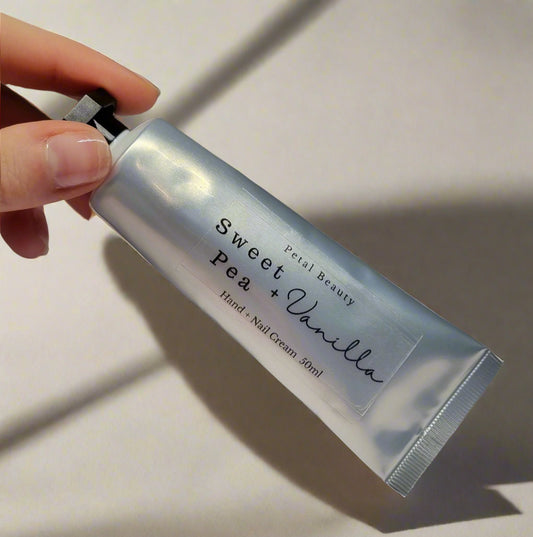 Petal Beauty
Sweet
Pea + Vanilla
Hand + Nail Cream 50ml